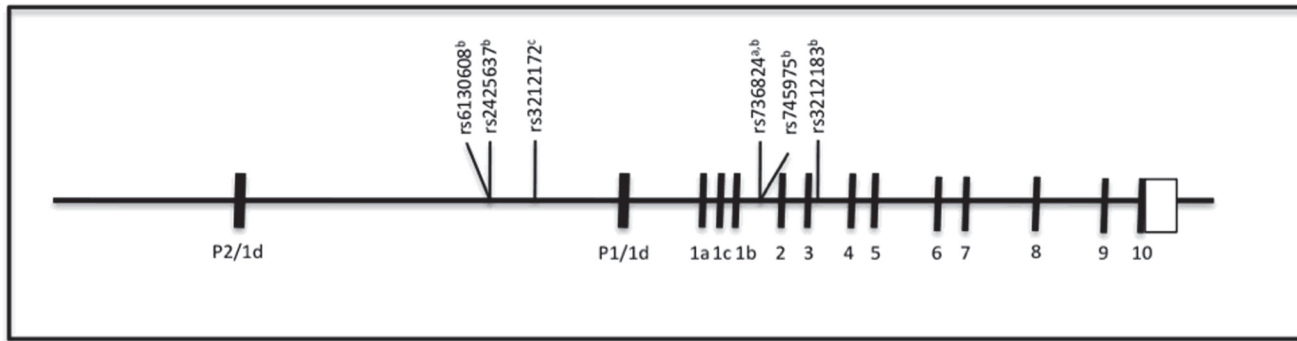 rs6130608ᵇ
rs2425637ᵇ
rs3212172ᶜ
rs736824ᵃ,ᵇ
rs745975ᵇ
rs3212183ᵇ
P2/1d P1/1d 1a 1c 1b 2 3 4 5 6 7 8 9 10